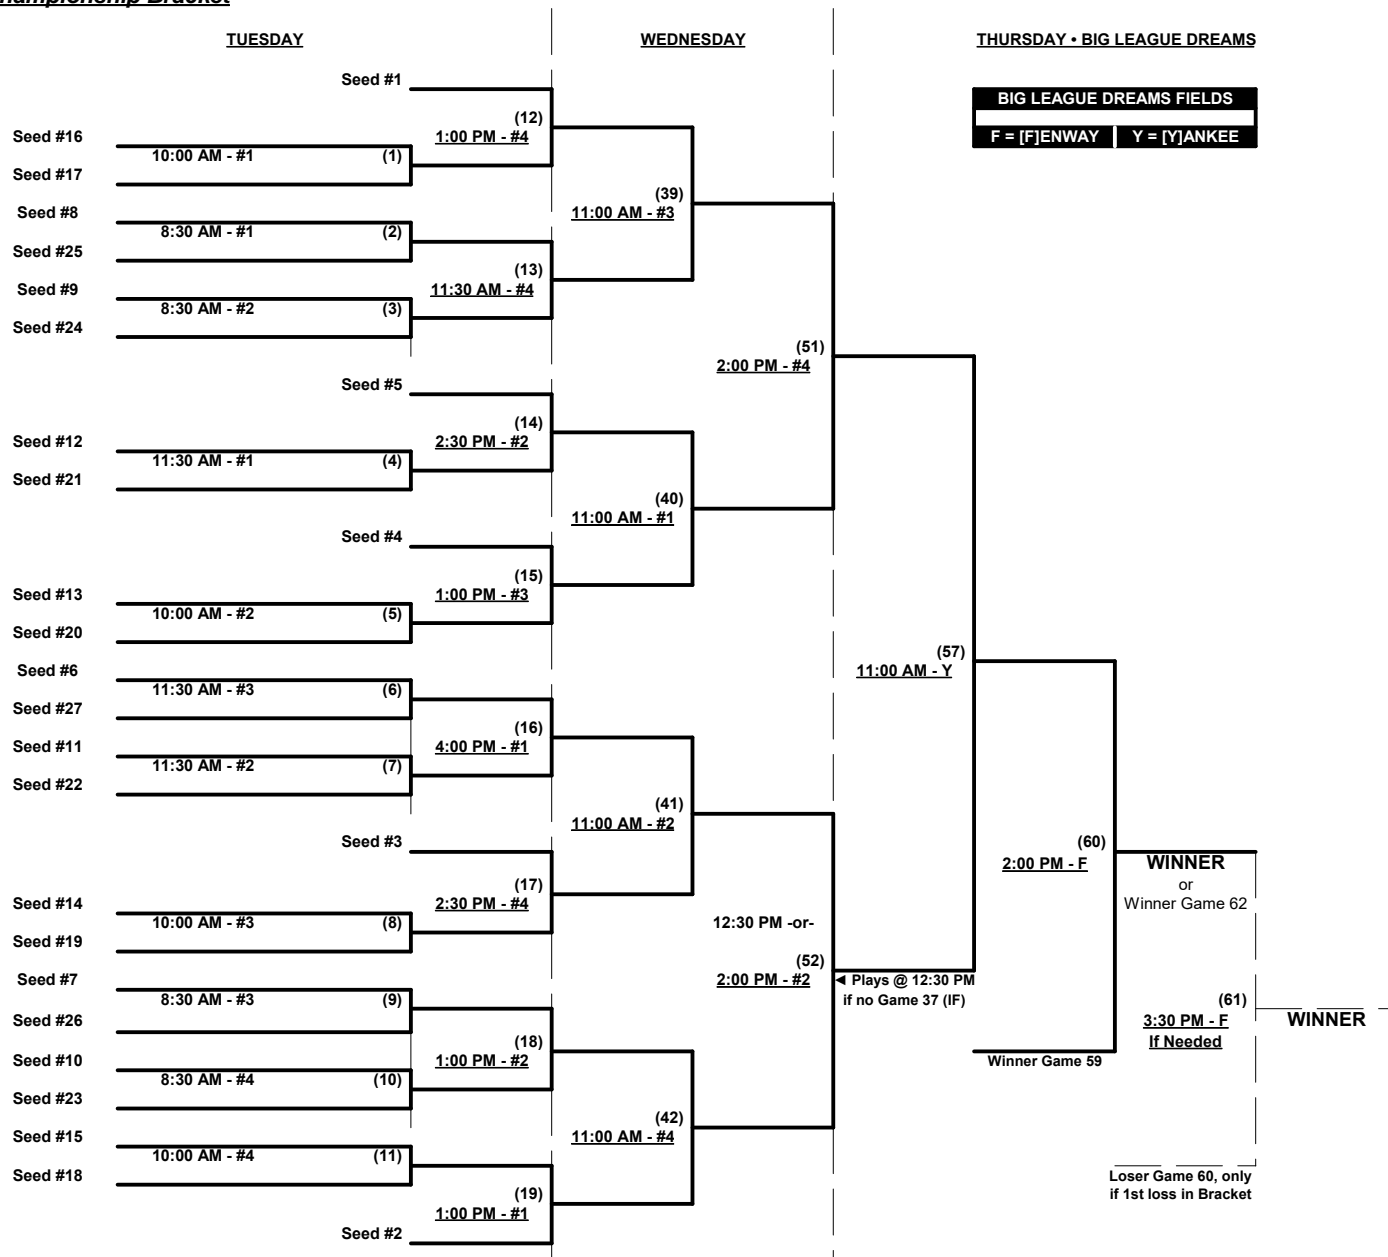 hampionship Bracket
TUESDAY
WEDNESDAY
THURSDAY • BIG LEAGUE DREAMS
Seed #1
BIG LEAGUE DREAMS FIELDS
F = [F]ENWAY
Y = [Y]ANKEE
(12)
1:00 PM - #4
Seed #16
10:00 AM - #1
(1)
Seed #17
(39)
11:00 AM - #3
Seed #8
8:30 AM - #1
(2)
Seed #25
(13)
11:30 AM - #4
Seed #9
8:30 AM - #2
(3)
Seed #24
(51)
2:00 PM - #4
Seed #5
(14)
2:30 PM - #2
Seed #12
11:30 AM - #1
(4)
Seed #21
(40)
11:00 AM - #1
Seed #4
(15)
1:00 PM - #3
Seed #13
10:00 AM - #2
(5)
Seed #20
(57)
11:00 AM - Y
Seed #6
11:30 AM - #3
(6)
Seed #27
(16)
4:00 PM - #1
Seed #11
11:30 AM - #2
(7)
Seed #22
(41)
11:00 AM - #2
Seed #3
(60)
2:00 PM - F
WINNER
or
Winner Game 62
(17)
2:30 PM - #4
Seed #14
10:00 AM - #3
(8)
Seed #19
12:30 PM -or-
(52)
2:00 PM - #2
◄ Plays @ 12:30 PM
if no Game 37 (IF)
Seed #7
8:30 AM - #3
(9)
Seed #26
(61)
3:30 PM - F
If Needed
WINNER
(18)
1:00 PM - #2
Winner Game 59
Seed #10
8:30 AM - #4
(10)
Seed #23
(42)
11:00 AM - #4
Seed #15
10:00 AM - #4
(11)
Seed #18
Loser Game 60, only
if 1st loss in Bracket
(19)
1:00 PM - #1
Seed #2